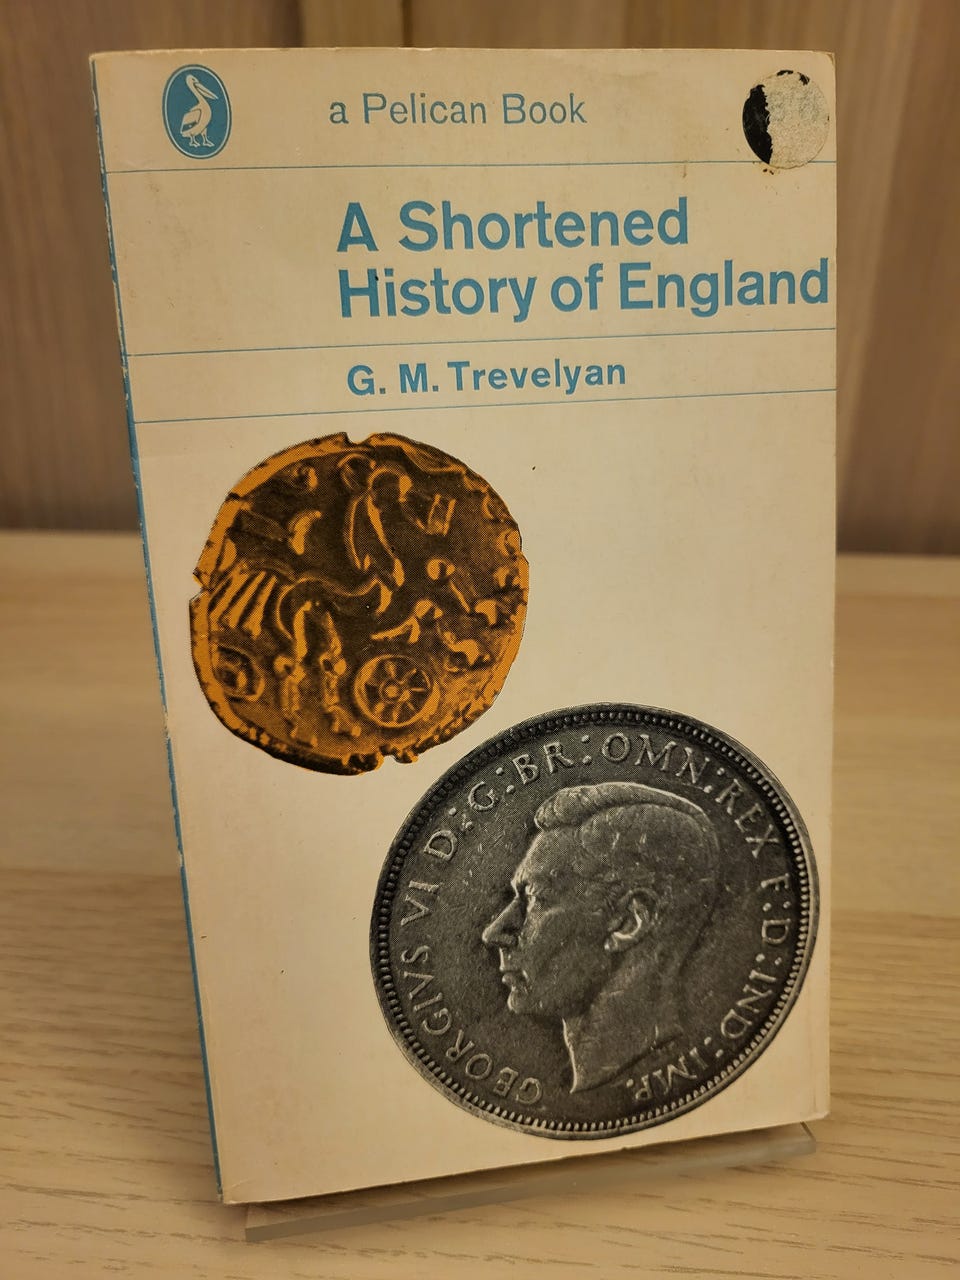 a Pelican Book
A Shortened
History of England
G. M. Trevelyan
GEORGIVS VI D:G:BR:OMN:REX F:D:IND:IMP.